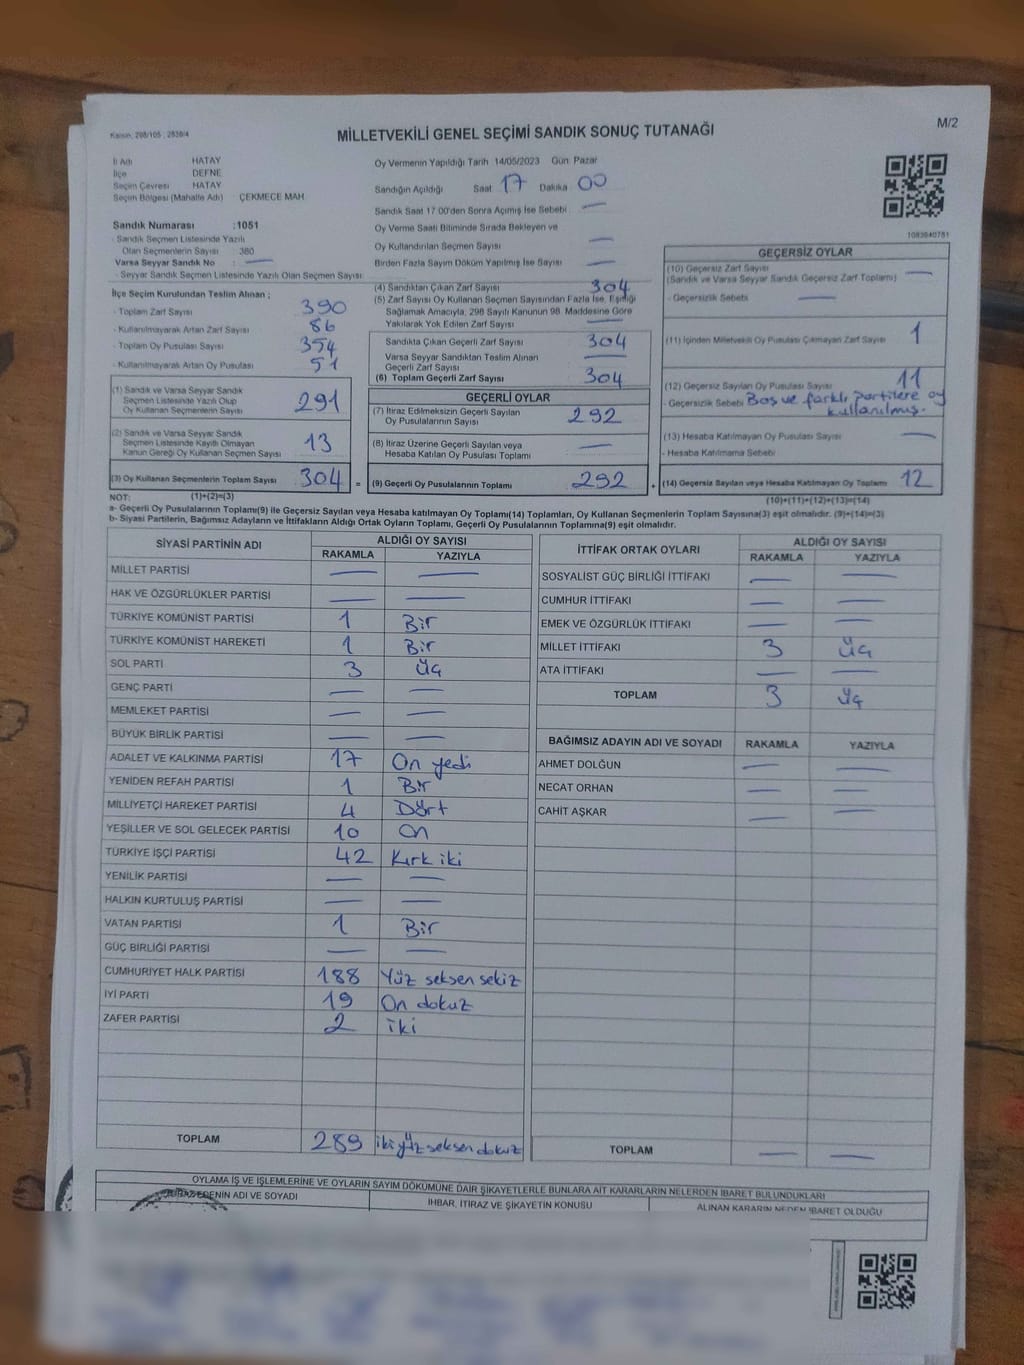 Kanun: 298/105 ; 2839/4
MİLLETVEKİLİ GENEL SEÇİMİ SANDIK SONUÇ TUTANAĞI
M/2
İl Adı HATAY
İlçe DEFNE
Seçim Çevresi HATAY
Seçim Bölgesi (Mahalle Adı) ÇEKMECE MAH
Sandık Numarası :1051
- Sandık Seçmen Listesinde Yazılı
Olan Seçmenlerin Sayısı : 380
Varsa Seyyar Sandık No : —
- Seyyar Sandık Seçmen Listesinde Yazılı Olan Seçmen Sayısı:
Oy Vermenin Yapıldığı Tarih 14/05/2023 Gün: Pazar
Sandığın Açıldığı Saat 17 Dakika 00
Sandık Saat 17:00'den Sonra Açılmış İse Sebebi : —
Oy Verme Saati Bitiminde Sırada Bekleyen ve
Oy Kullandırılan Seçmen Sayısı —
Birden Fazla Sayım Döküm Yapılmış İse Sayısı —
1083940781
İlçe Seçim Kurulundan Teslim Alınan ;
- Toplam Zarf Sayısı 390
- Kullanılmayarak Artan Zarf Sayısı 86
- Toplam Oy Pusulası Sayısı 354
- Kullanılmayarak Artan Oy Pusulası 51
(1) Sandık ve Varsa Seyyar Sandık
Seçmen Listesinde Yazılı Olup
Oy Kullanan Seçmenlerin Sayısı 291
(2) Sandık ve Varsa Seyyar Sandık
Seçmen Listesinde Kayıtlı Olmayan
Kanun Gereği Oy Kullanan Seçmen Sayısı 13
(3) Oy Kullanan Seçmenlerin Toplam Sayısı 304 =
(4) Sandıktan Çıkan Zarf Sayısı 304
(5) Zarf Sayısı Oy Kullanan Seçmen Sayısından Fazla İse, Eşitliği
Sağlamak Amacıyla, 298 Sayılı Kanunun 98. Maddesine Göre
Yakılarak Yok Edilen Zarf Sayısı —
Sandıkta Çıkan Geçerli Zarf Sayısı 304
Varsa Seyyar Sandıktan Teslim Alınan
Geçerli Zarf Sayısı —
(6) Toplam Geçerli Zarf Sayısı 304
GEÇERLİ OYLAR
(7) İtiraz Edilmeksizin Geçerli Sayılan
Oy Pusulalarının Sayısı 292
(8) İtiraz Üzerine Geçerli Sayılan veya
Hesaba Katılan Oy Pusulası Toplamı —
(9) Geçerli Oy Pusulalarının Toplamı 292 +
GEÇERSİZ OYLAR
(10) Geçersiz Zarf Sayısı
(Sandık ve Varsa Seyyar Sandık Geçersiz Zarf Toplamı) —
- Geçersizlik Sebebi —
(11) İçinden Milletvekili Oy Pusulası Çıkmayan Zarf Sayısı 1
(12) Geçersiz Sayılan Oy Pusulası Sayısı 11
- Geçersizlik Sebebi Boş ve farklı partilere oy
kullanılmış.
(13) Hesaba Katılmayan Oy Pusulası Sayısı —
- Hesaba Katılmama Sebebi
(14) Geçersiz Sayılan veya Hesaba Katılmayan Oy Toplamı 12
NOT: (1)+(2)=(3) (10)+(11)+(12)+(13)=(14)
a- Geçerli Oy Pusulalarının Toplamı(9) ile Geçersiz Sayılan veya Hesaba Katılmayan Oy Toplamı(14) Toplamları, Oy Kullanan Seçmenlerin Toplam Sayısına(3) eşit olmalıdır. (9)+(14)=(3)
b- Siyasi Partilerin, Bağımsız Adayların ve İttifakların Aldığı Ortak Oyların Toplamı, Geçerli Oy Pusulalarının Toplamına(9) eşit olmalıdır.
SİYASİ PARTİNİN ADI ALDIĞI OY SAYISI
RAKAMLA YAZIYLA
MİLLET PARTİSİ — —
HAK VE ÖZGÜRLÜKLER PARTİSİ — —
TÜRKİYE KOMÜNİST PARTİSİ 1 Bir
TÜRKİYE KOMÜNİST HAREKETİ 1 Bir
SOL PARTİ 3 üç
GENÇ PARTİ — —
MEMLEKET PARTİSİ — —
BÜYÜK BİRLİK PARTİSİ — —
ADALET VE KALKINMA PARTİSİ 17 On yedi
YENİDEN REFAH PARTİSİ 1 Bir
MİLLİYETÇİ HAREKET PARTİSİ 4 Dört
YEŞİLLER VE SOL GELECEK PARTİSİ 10 On
TÜRKİYE İŞÇİ PARTİSİ 42 Kırk iki
YENİLİK PARTİSİ — —
HALKIN KURTULUŞ PARTİSİ — —
VATAN PARTİSİ 1 Bir
GÜÇ BİRLİĞİ PARTİSİ — —
CUMHURİYET HALK PARTİSİ 188 Yüz seksen sekiz
İYİ PARTİ 19 On dokuz
ZAFER PARTİSİ 2 iki
TOPLAM 289 ikiyüz seksen dokuz
İTTİFAK ORTAK OYLARI ALDIĞI OY SAYISI
RAKAMLA YAZIYLA
SOSYALİST GÜÇ BİRLİĞİ İTTİFAKI — —
CUMHUR İTTİFAKI — —
EMEK VE ÖZGÜRLÜK İTTİFAKI — —
MİLLET İTTİFAKI 3 üç
ATA İTTİFAKI — —
TOPLAM 3 üç
BAĞIMSIZ ADAYIN ADI VE SOYADI RAKAMLA YAZIYLA
AHMET DOLĞUN — —
NECAT ORHAN — —
CAHİT AŞKAR — —
TOPLAM — —
OYLAMA İŞ VE İŞLEMLERİNE VE OYLARIN SAYIM DÖKÜMÜNE DAİR ŞİKAYETLERLE BUNLARA AİT KARARLARIN NELERDEN İBARET BULUNDUKLARI
İTİRAZ EDENİN ADI VE SOYADI İHBAR, İTİRAZ VE ŞİKAYETİN KONUSU ALINAN KARARIN NEDEN İBARET OLDUĞU